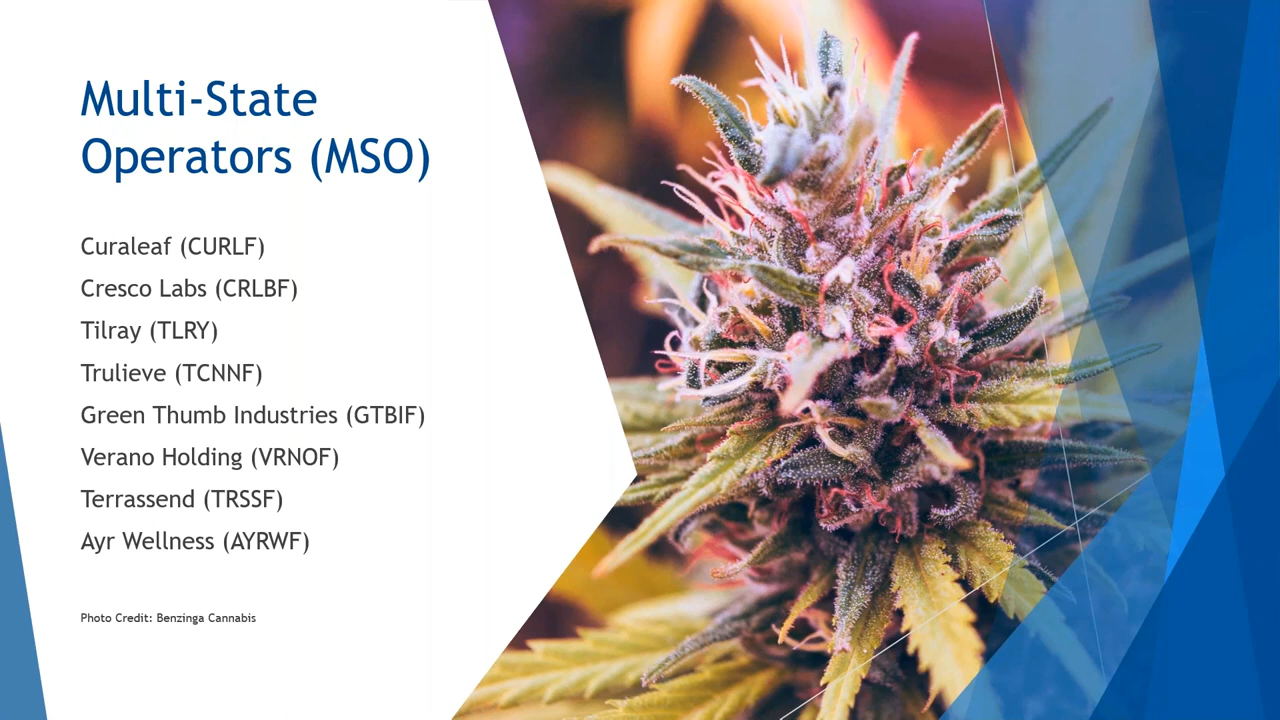 Multi-State
Operators (MSO)
Curaleaf (CURLF)
Cresco Labs (CRLBF)
Tilray (TLRY)
Trulieve (TCNNF)
Green Thumb Industries (GTBIF)
Verano Holding (VRNOF)
Terrassend (TRSSF)
Ayr Wellness (AYRWF)
Photo Credit: Benzinga Cannabis